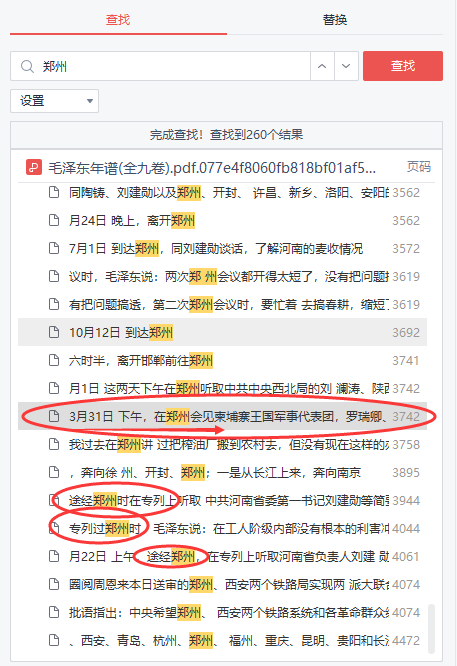 查找 替换
郑州 查找
设置
完成查找！查找到260个结果
毛泽东年谱(全九卷).pdf.077e4f8060fb818bf01af5... 页码
同陶铸、刘建勋以及郑州、开封、 许昌、新乡、洛阳、安阳的 3562
月24日 晚上，离开郑州 3562
7月1日 到达郑州，同刘建勋谈话，了解河南的麦收情况 3572
议时，毛泽东说：两次郑 州会议都开得太短了，没有把问题搞 3619
有把问题搞透，第二次郑州会议时，要忙着 去搞春耕，缩短了 3619
10月12日 到达郑州 3692
六时半，离开邯郸前往郑州 3741
月1日 这两天下午在郑州听取中共中央西北局的刘 澜涛、陕西 3742
3月31日 下午，在郑州会见柬埔寨王国军事代表团，罗瑞卿、 3742
我过去在郑州讲 过把榨油厂搬到农村去，但没有现在这样的办 3758
，奔向徐 州、开封、郑州；一是从长江上来，奔向南京 3895
途经郑州时在专列上听取 中共河南省委第一书记刘建勋等简要 3944
专列过郑州时 毛泽东说：在工人阶级内部没有根本的利害冲 4044
月22日 上午 途经郑州，在专列上听取河南省负责人刘建 勋 4061
圈阅周恩来本日送审的郑州、西安两个铁路局实现两 派大联合 4074
批语指出：中央希望郑州、 西安两个铁路系统和各革命群众组 4074
、西安、青岛、杭州、郑州、 福州、重庆、昆明、贵阳和长沙 4472